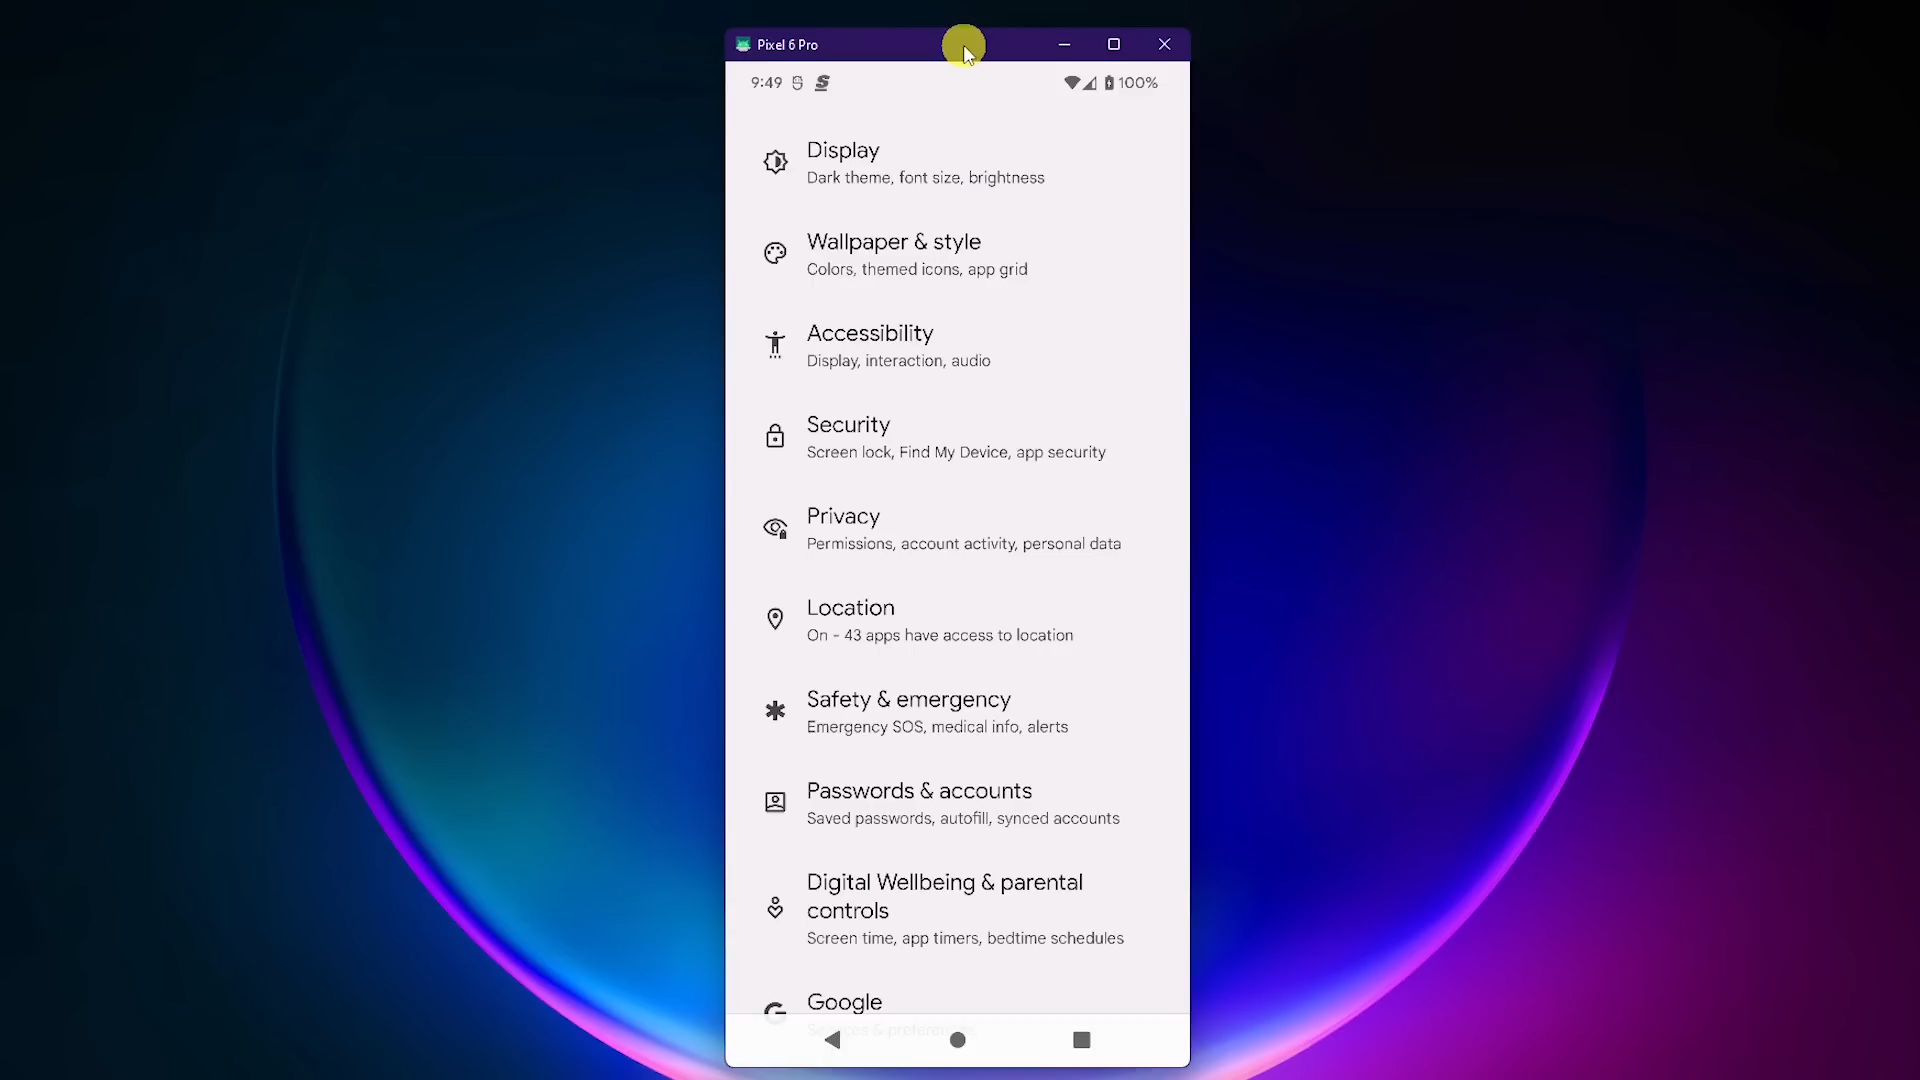 Pixel 6 Pro
9:49 100%
Display
Dark theme, font size, brightness
Wallpaper & style
Colors, themed icons, app grid
Accessibility
Display, interaction, audio
Security
Screen lock, Find My Device, app security
Privacy
Permissions, account activity, personal data
Location
On - 43 apps have access to location
Safety & emergency
Emergency SOS, medical info, alerts
Passwords & accounts
Saved passwords, autofill, synced accounts
Digital Wellbeing & parental
controls
Screen time, app timers, bedtime schedules
Google
Services & preferences